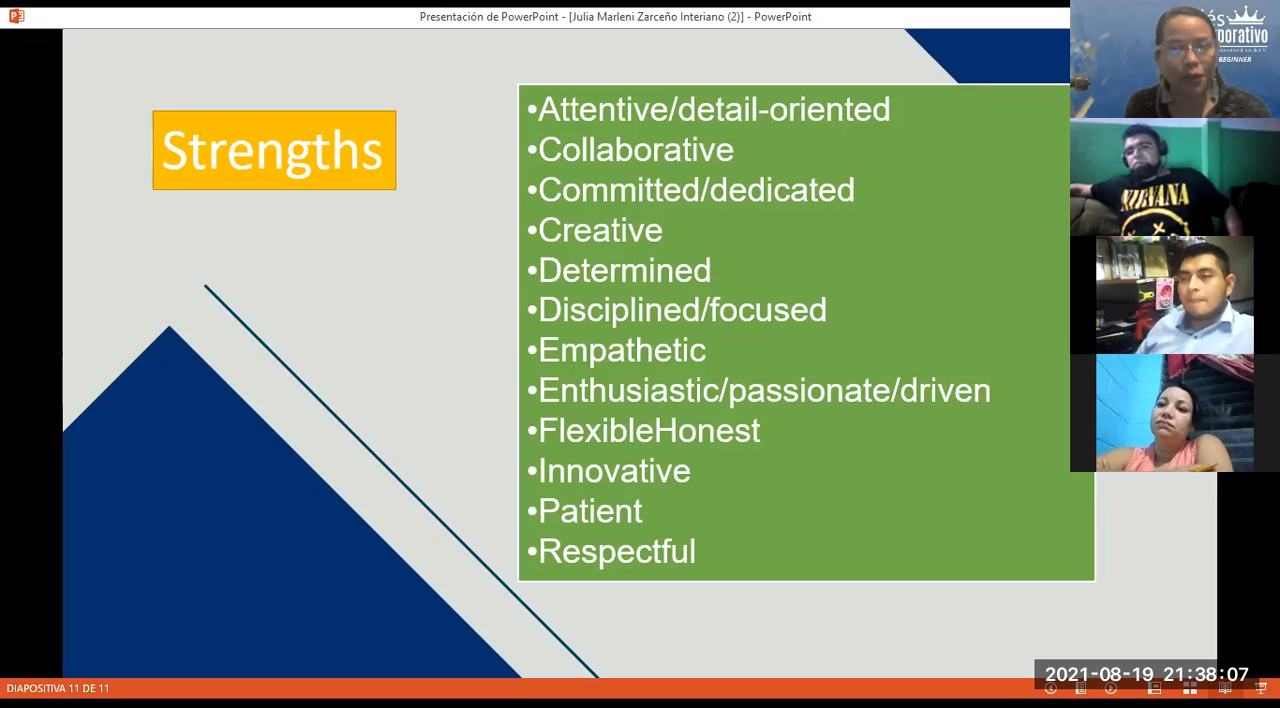 Presentación de PowerPoint - [Julia Marleni Zarceño Interiano (2)] - PowerPoint
Strengths
•Attentive/detail-oriented
•Collaborative
•Committed/dedicated
•Creative
•Determined
•Disciplined/focused
•Empathetic
•Enthusiastic/passionate/driven
•FlexibleHonest
•Innovative
•Patient
•Respectful
BEGINNER
NIRVANA
2021-08-19 21:38:07
DIAPOSITIVA 11 DE 11